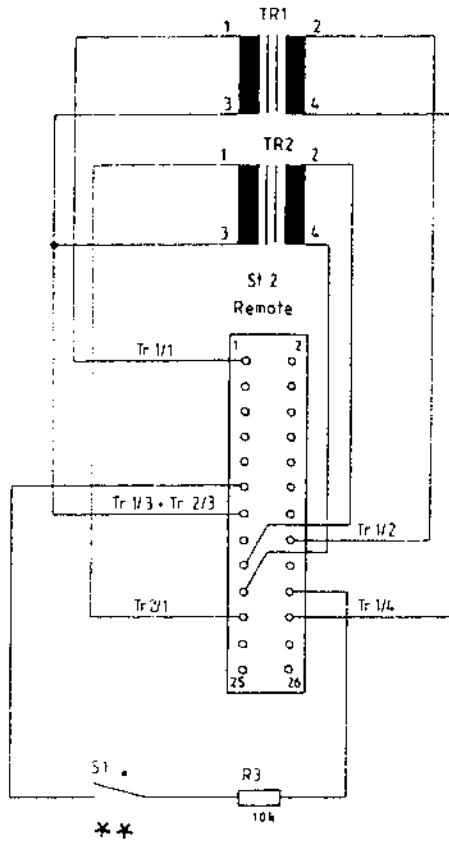 TR1
1 2
3 4
TR2
1 2
3 4
St 2
Remote
1 2
Tr 1/1
Tr 1/3 + Tr 2/3
Tr 1/2
Tr 2/1
Tr 1/4
25 26
S1
R3
10k
**